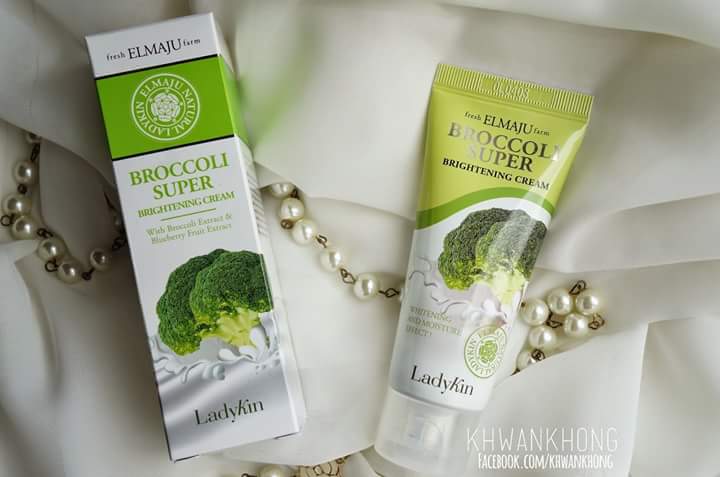 fresh ELMAJU farm
ELMAJU NATURAL
LADYKIN
BROCCOLI
SUPER
BRIGHTENING CREAM
With Broccoli Extract &
Blueberry Fruit Extract
Ladykin
fresh ELMAJU farm
BROCCOLI
SUPER
BRIGHTENING CREAM
WHITENING
AND MOISTURE
EFFECT!
Ladykin
KHWANKHONG
FACEBOOK.COM/KHWANKHONG